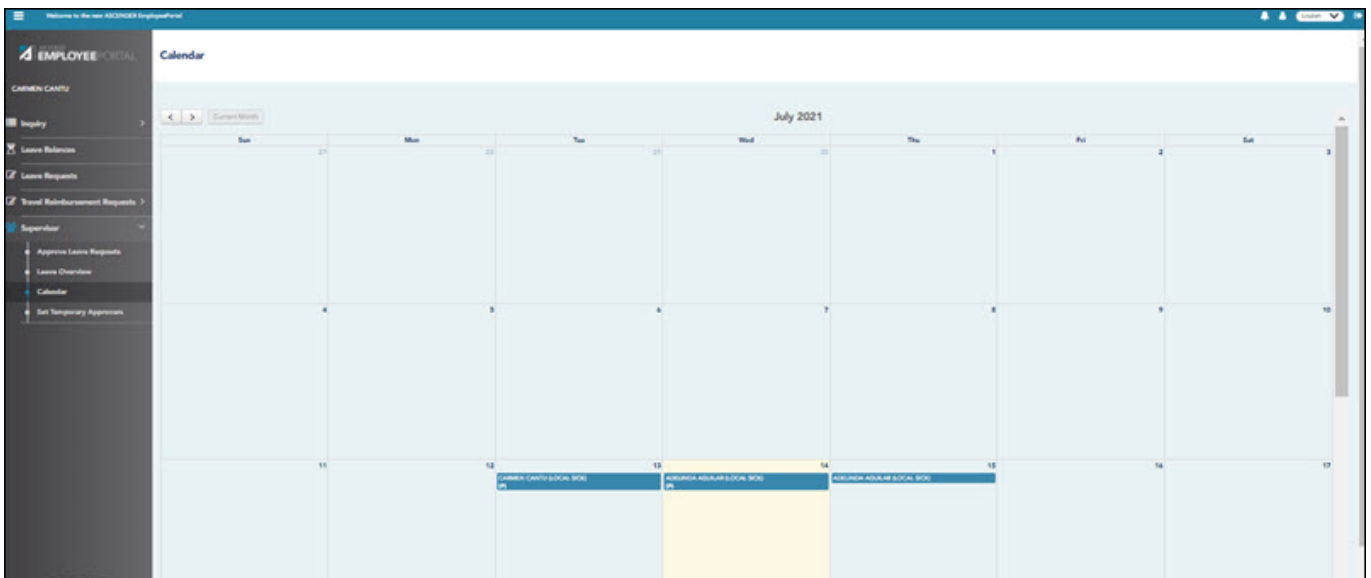 Welcome to the new ASCENDER EmployeePortal
English
EMPLOYEEPORTAL
Calendar
CARMEN CANTU
Inquiry
Leave Balances
Leave Requests
Travel Reimbursement Requests
Supervisor
Approve Leave Requests
Leave Overview
Calendar
Set Temporary Approvers
Current Month
July 2021
Sun Mon Tue Wed Thu Fri Sat
27 28 29 30 1 2 3
4 5 6 7 8 9 10
11 12 13 14 15 16 17
CARMEN CANTU (LOCAL SICK)
(P)
ADELINDA AGUILAR (LOCAL SICK)
(P)
ADELINDA AGUILAR (LOCAL SICK)